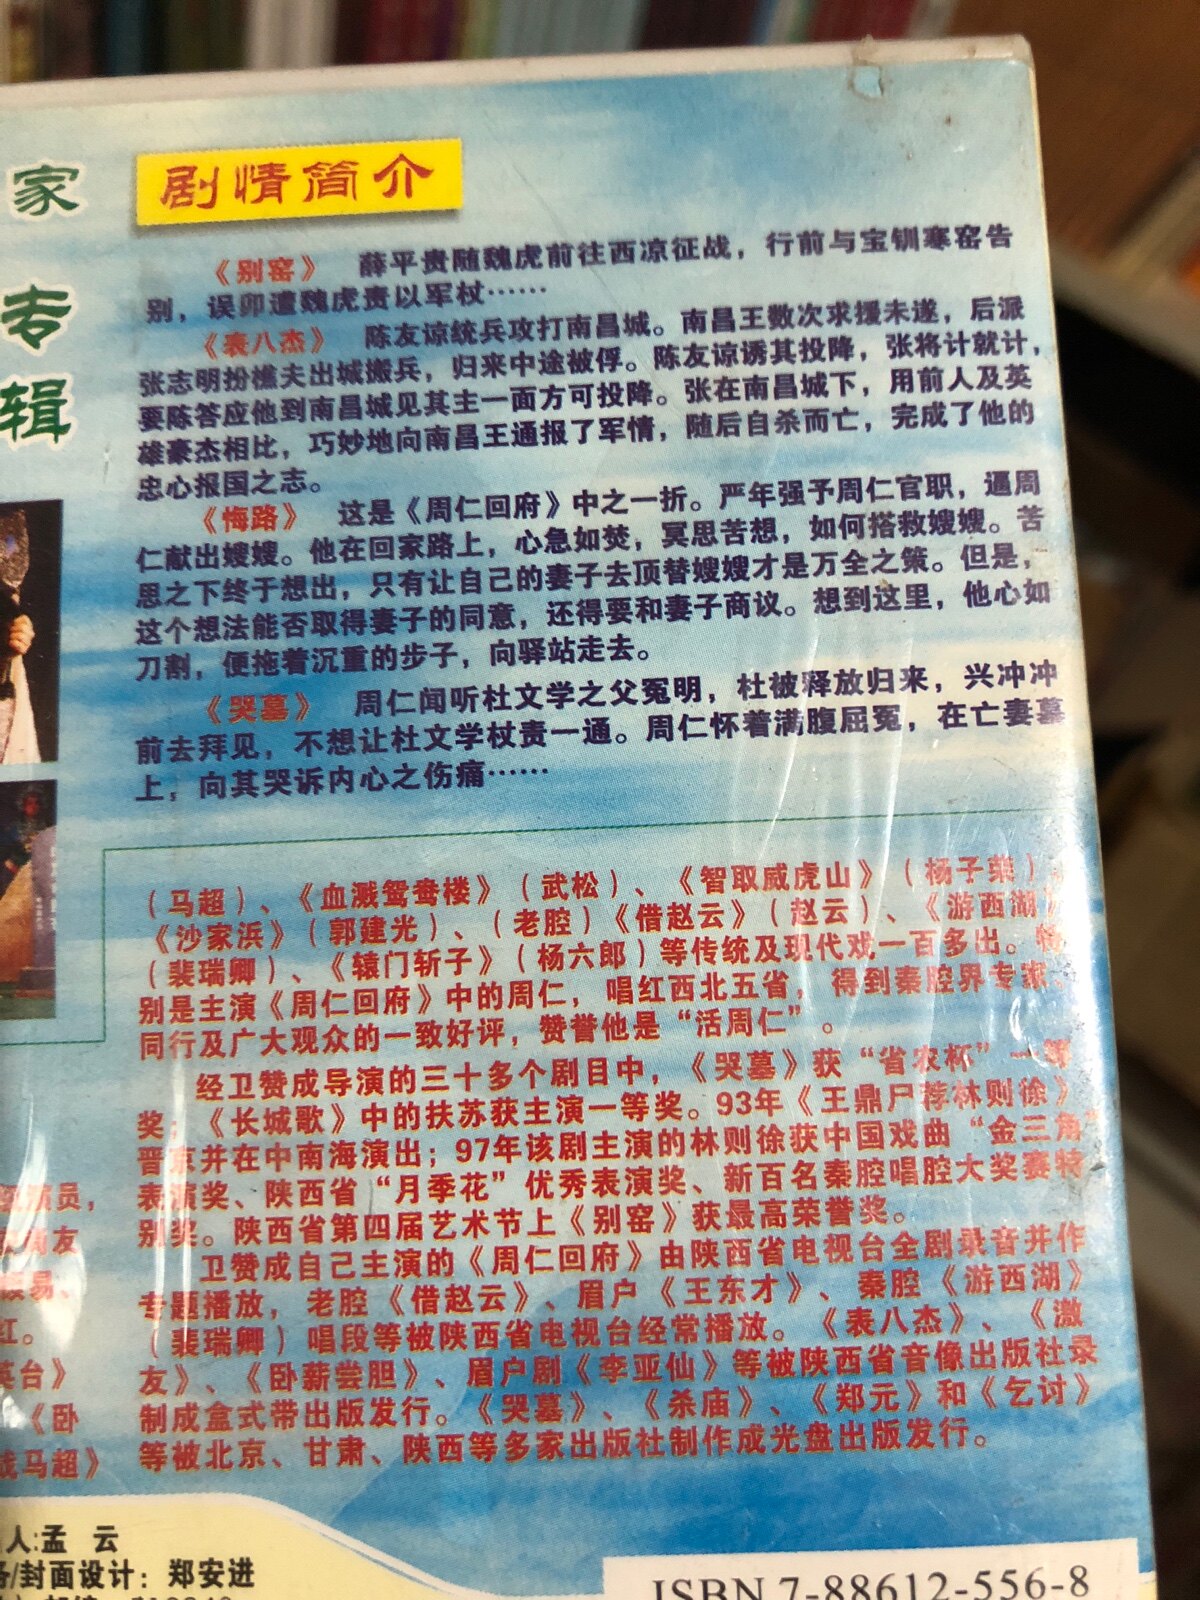 家
专
辑
剧情简介
《别窑》 薛平贵随魏虎前往西凉征战，行前与宝钏寒窑告
别，误卯遭魏虎责以军杖……
《表八杰》 陈友谅统兵攻打南昌城。南昌王数次求援未遂，后派
张志明扮樵夫出城搬兵，归来中途被俘。陈友谅诱其投降，张将计就计，
要陈答应他到南昌城见其主一面方可投降。张在南昌城下，用前人及英
雄豪杰相比，巧妙地向南昌王通报了军情，随后自杀而亡，完成了他的
忠心报国之志。
《悔路》 这是《周仁回府》中之一折。严年强予周仁官职，逼周
仁献出嫂嫂。他在回家路上，心急如焚，冥思苦想，如何搭救嫂嫂。苦
思之下终于想出，只有让自己的妻子去顶替嫂嫂才是万全之策。但是，
这个想法能否取得妻子的同意，还得要和妻子商议。想到这里，他心如
刀割，便拖着沉重的步子，向驿站走去。
《哭墓》 周仁闻听杜文学之父冤明，杜被释放归来，兴冲冲
前去拜见，不想让杜文学杖责一通。周仁怀着满腹屈冤，在亡妻墓
上，向其哭诉内心之伤痛……
（马超）、《血溅鸳鸯楼》（武松）、《智取威虎山》（杨子荣）
《沙家浜》（郭建光）、（老腔）《借赵云》（赵云）、《游西湖》
（裴瑞卿）、《辕门斩子》（杨六郎）等传统及现代戏一百多出。特
别是主演《周仁回府》中的周仁，唱红西北五省，得到秦腔界专家、
同行及广大观众的一致好评，赞誉他是“活周仁”。
经卫赞成导演的三十多个剧目中，《哭墓》获“省农杯”一等
奖；《长城歌》中的扶苏获主演一等奖。93年《王鼎尸荐林则徐》
晋京并在中南海演出；97年该剧主演的林则徐获中国戏曲“金三角”
表演奖、陕西省“月季花”优秀表演奖、新百名秦腔唱腔大奖赛特
别奖。陕西省第四届艺术节上《别窑》获最高荣誉奖。
卫赞成自己主演的《周仁回府》由陕西省电视台全剧录音并作
专题播放，老腔《借赵云》、眉户《王东才》、秦腔《游西湖》
（裴瑞卿）唱段等被陕西省电视台经常播放。《表八杰》、《激
友》、《卧薪尝胆》、眉户剧《李亚仙》等被陕西省音像出版社录
制成盒式带出版发行。《哭墓》、《杀庙》、《郑元》和《乞讨》
等被北京、甘肃、陕西等多家出版社制作成光盘出版发行。
演员，
友
易、
红。
英台》
《卧
战马超》
人:孟 云
/封面设计：郑安进
ISBN 7-88612-556-8